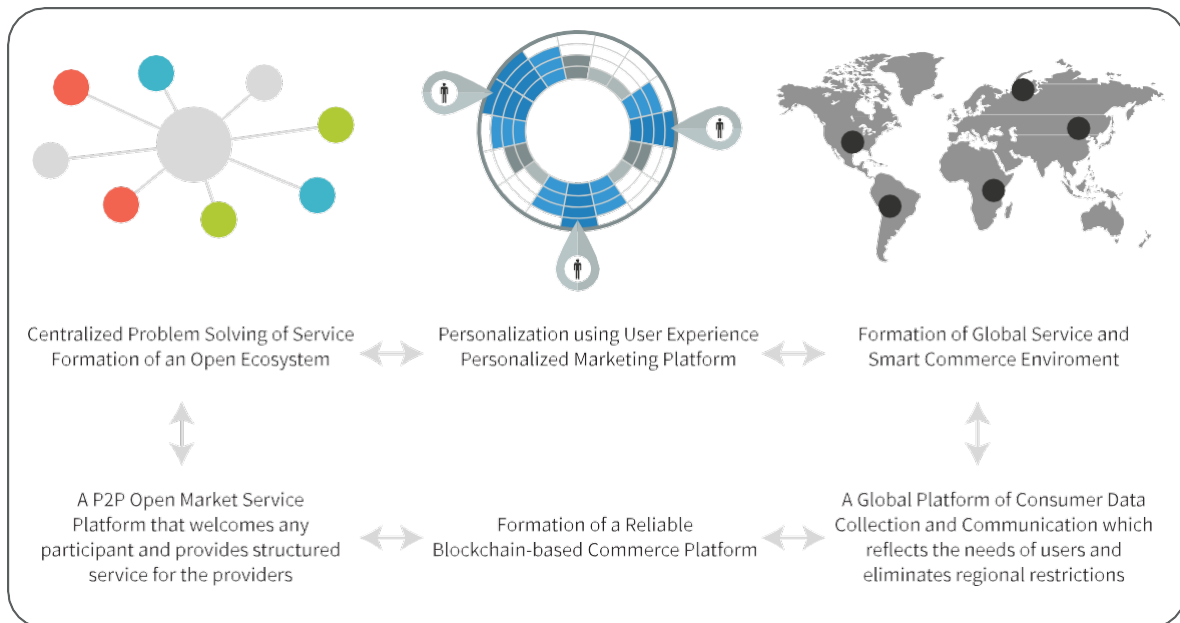 Centralized Problem Solving of Service
Formation of an Open Ecosystem
Personalization using User Experience
Personalized Marketing Platform
Formation of Global Service and
Smart Commerce Enviroment
A P2P Open Market Service
Platform that welcomes any
participant and provides structured
service for the providers
Formation of a Reliable
Blockchain-based Commerce Platform
A Global Platform of Consumer Data
Collection and Communication which
reflects the needs of users and
eliminates regional restrictions